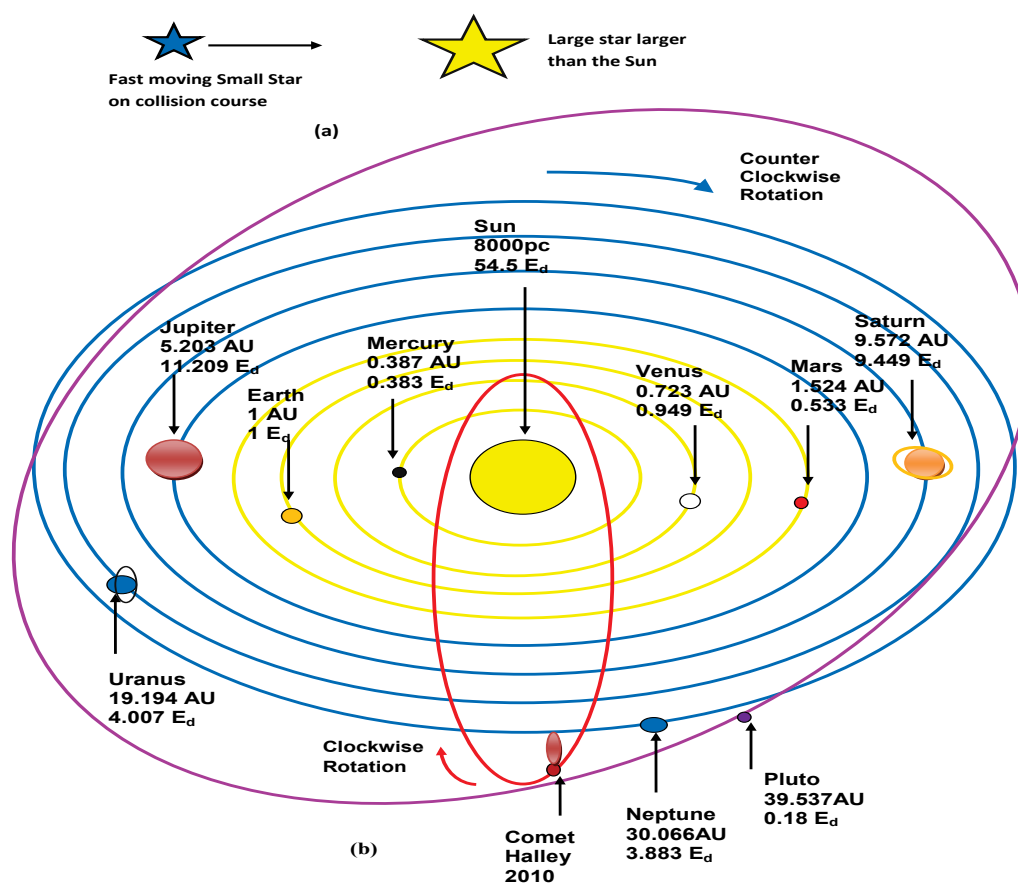 Fast moving Small Star
on collision course
Large star larger
than the Sun
(a)
Counter
Clockwise
Rotation
Sun
8000pc
54.5 Ed
Jupiter
5.203 AU
11.209 Ed
Earth
1 AU
1 Ed
Mercury
0.387 AU
0.383 Ed
Venus
0.723 AU
0.949 Ed
Mars
1.524 AU
0.533 Ed
Saturn
9.572 AU
9.449 Ed
Uranus
19.194 AU
4.007 Ed
Clockwise
Rotation
(b)
Comet
Halley
2010
Neptune
30.066AU
3.883 Ed
Pluto
39.537AU
0.18 Ed